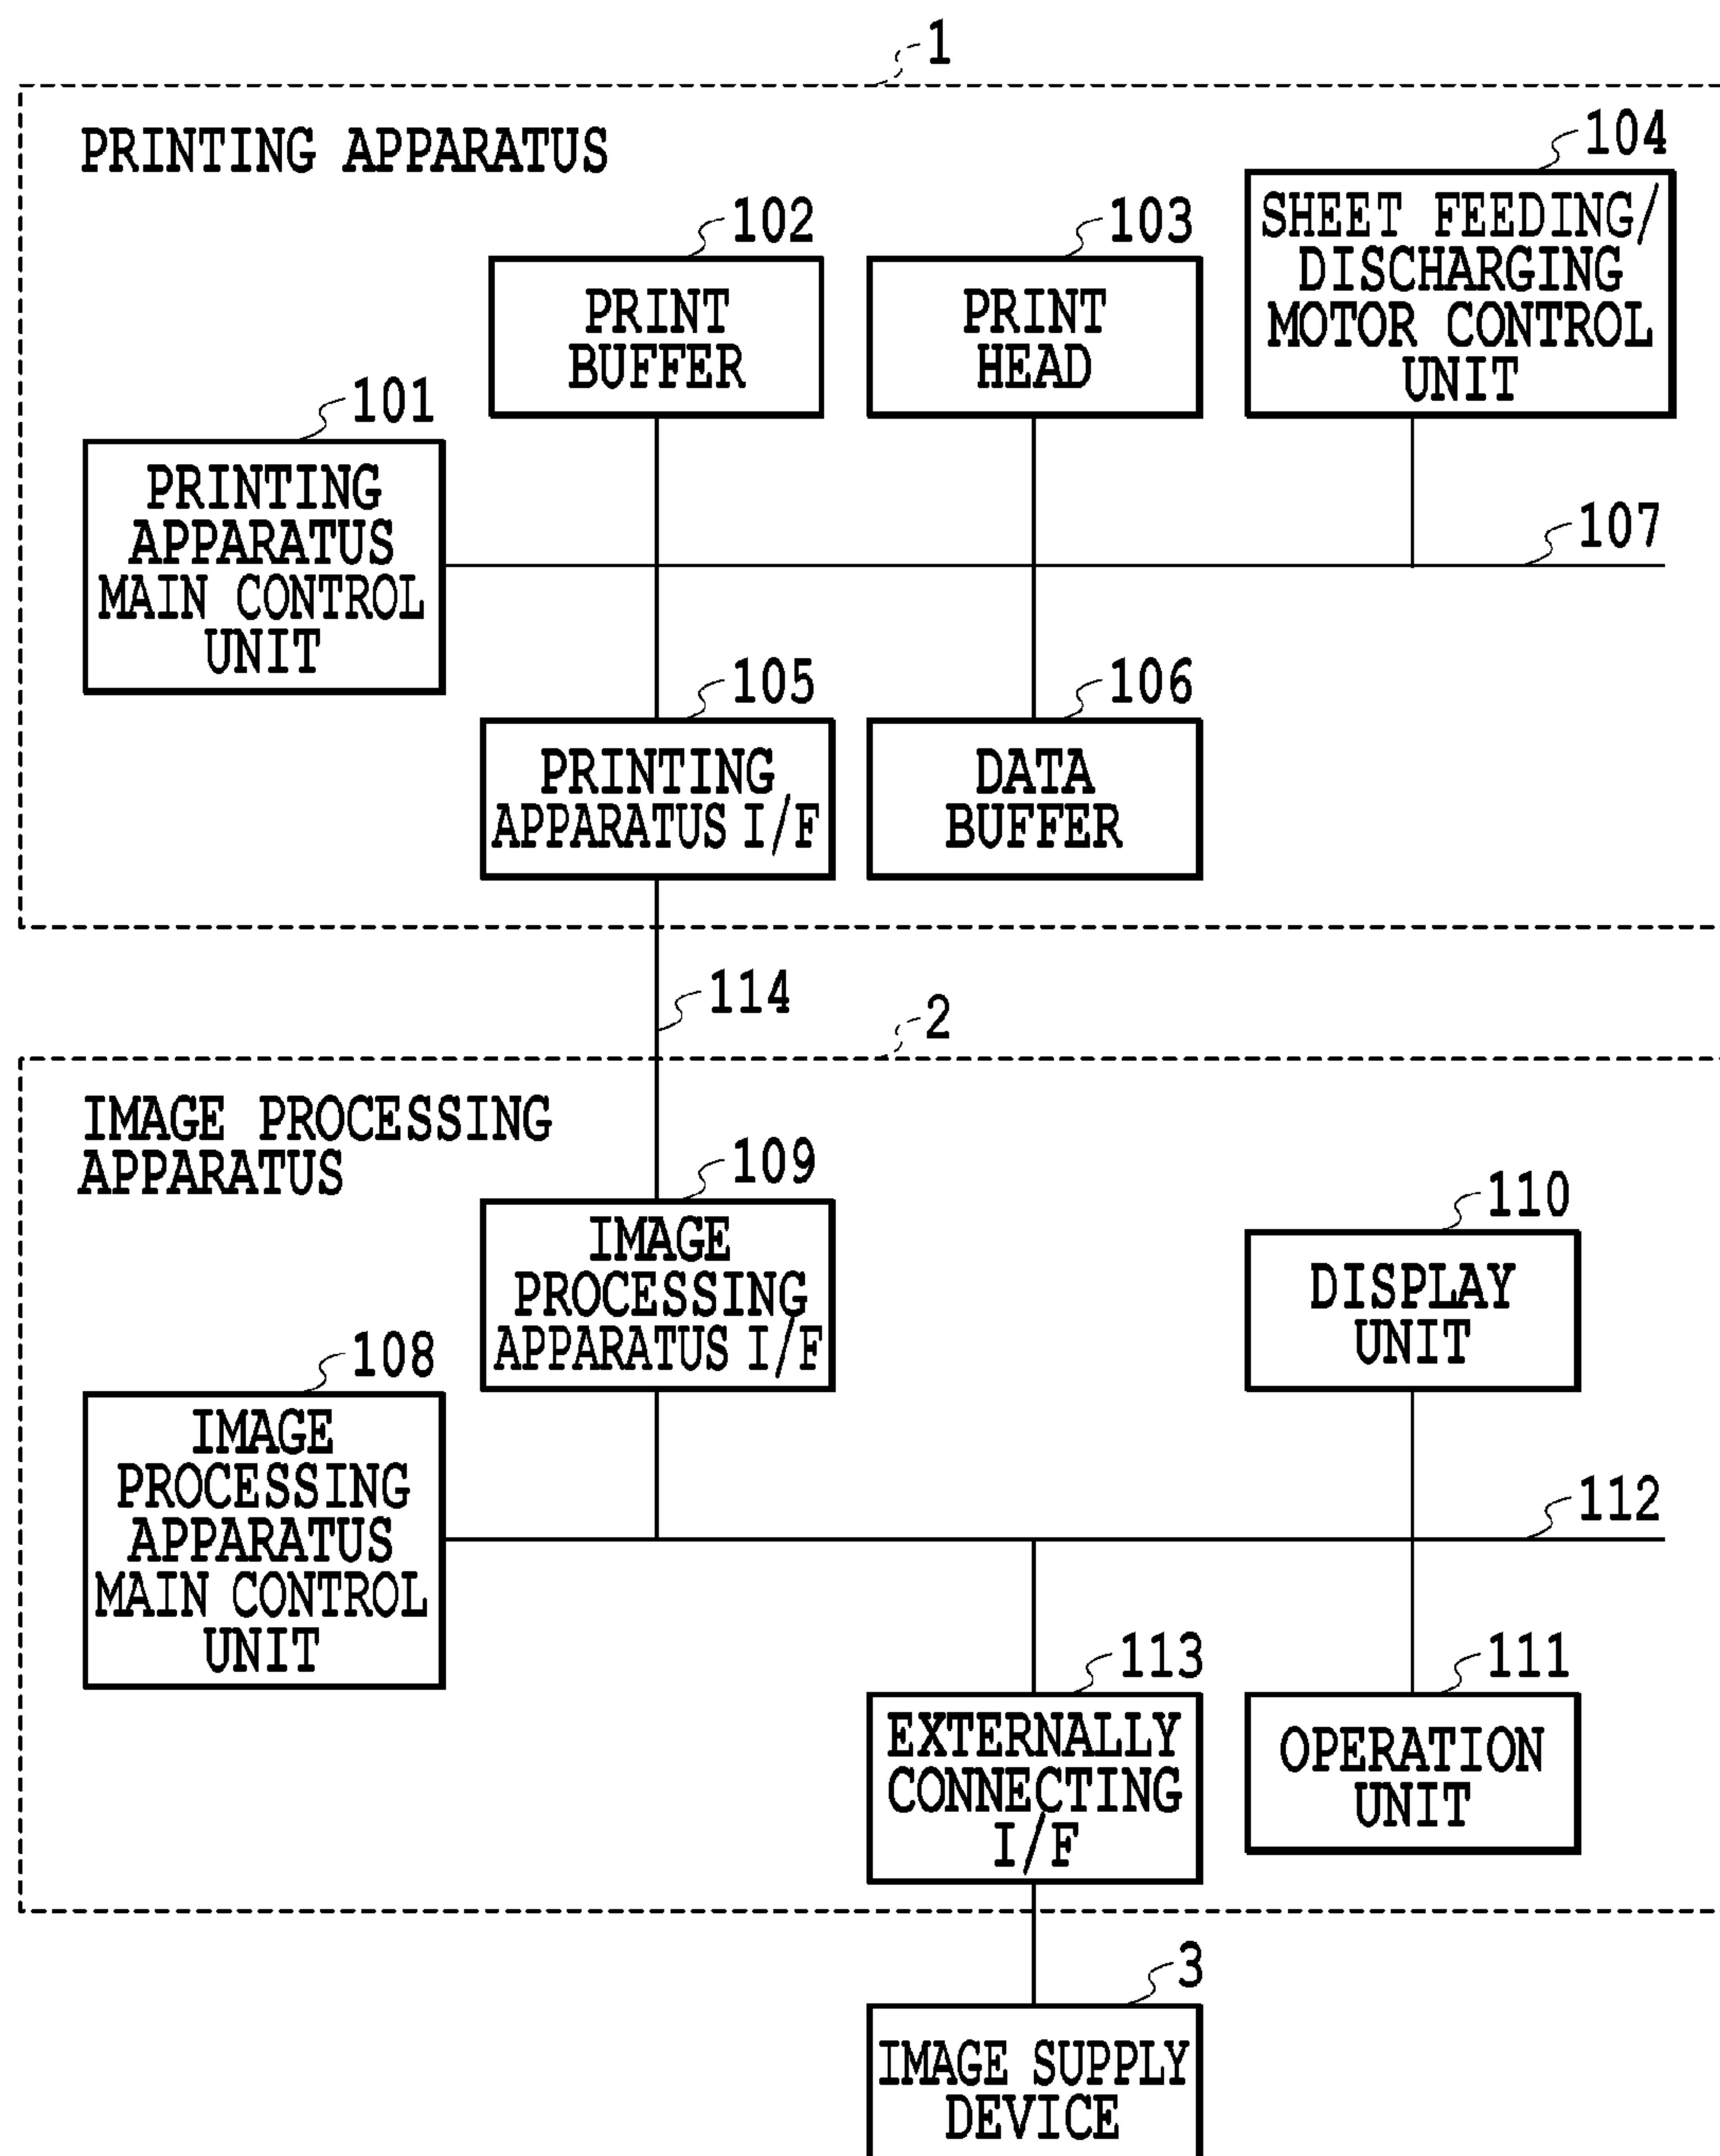 1
PRINTING APPARATUS
104
SHEET FEEDING/
DISCHARGING
MOTOR CONTROL
UNIT
102
PRINT
BUFFER
103
PRINT
HEAD
101
PRINTING
APPARATUS
MAIN CONTROL
UNIT
107
105
PRINTING
APPARATUS I/F
106
DATA
BUFFER
114
2
IMAGE PROCESSING
APPARATUS
109
IMAGE
PROCESSING
APPARATUS I/F
110
DISPLAY
UNIT
108
IMAGE
PROCESSING
APPARATUS
MAIN CONTROL
UNIT
112
113
EXTERNALLY
CONNECTING
I/F
111
OPERATION
UNIT
3
IMAGE SUPPLY
DEVICE